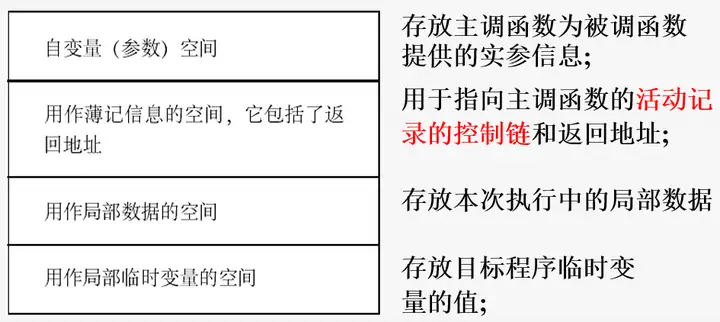 自变量（参数）空间
存放主调函数为被调函数
提供的实参信息；
用作薄记信息的空间，它包括了返
回地址
用于指向主调函数的活动记
录的控制链和返回地址；
用作局部数据的空间
存放本次执行中的局部数据
用作局部临时变量的空间
存放目标程序临时变
量的值；